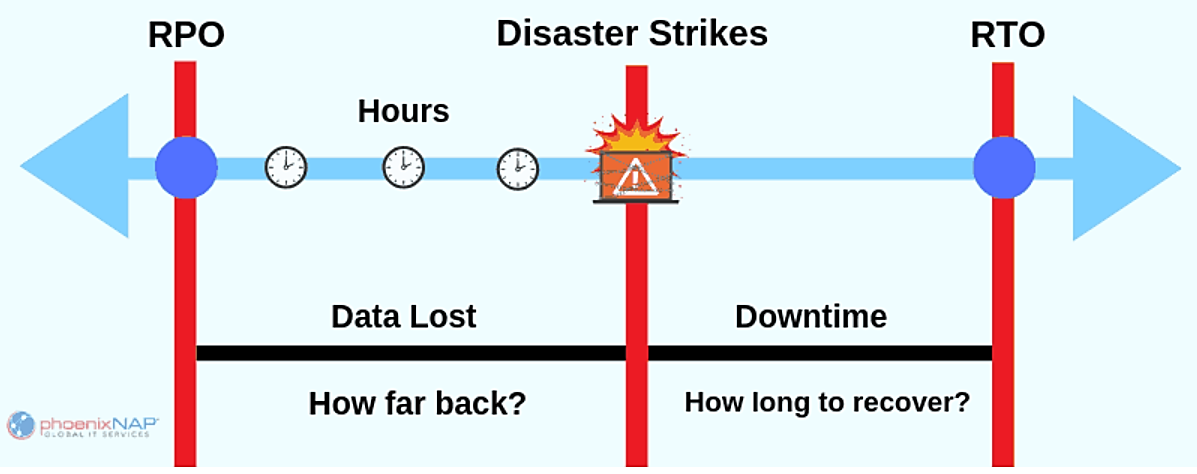 RPO
Disaster Strikes
RTO
Hours
Data Lost
Downtime
How far back?
How long to recover?
phoenixNAP
GLOBAL IT SERVICES